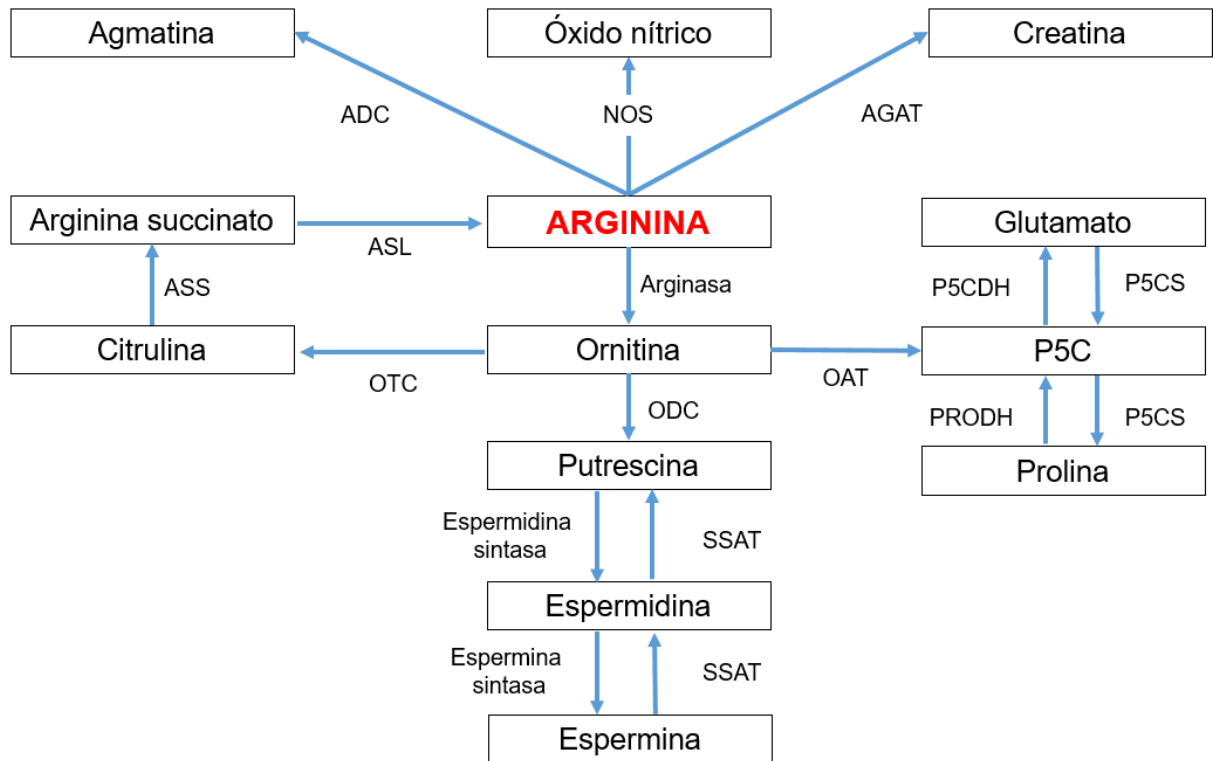 Agmatina
Óxido nítrico
Creatina
ADC
NOS
AGAT
Arginina succinato
ARGININA
Glutamato
ASL
ASS
Arginasa
P5CDH
P5CS
Citrulina
Ornitina
P5C
OTC
OAT
ODC
PRODH
P5CS
Putrescina
Prolina
Espermidina
sintasa
SSAT
Espermidina
Espermina
sintasa
SSAT
Espermina